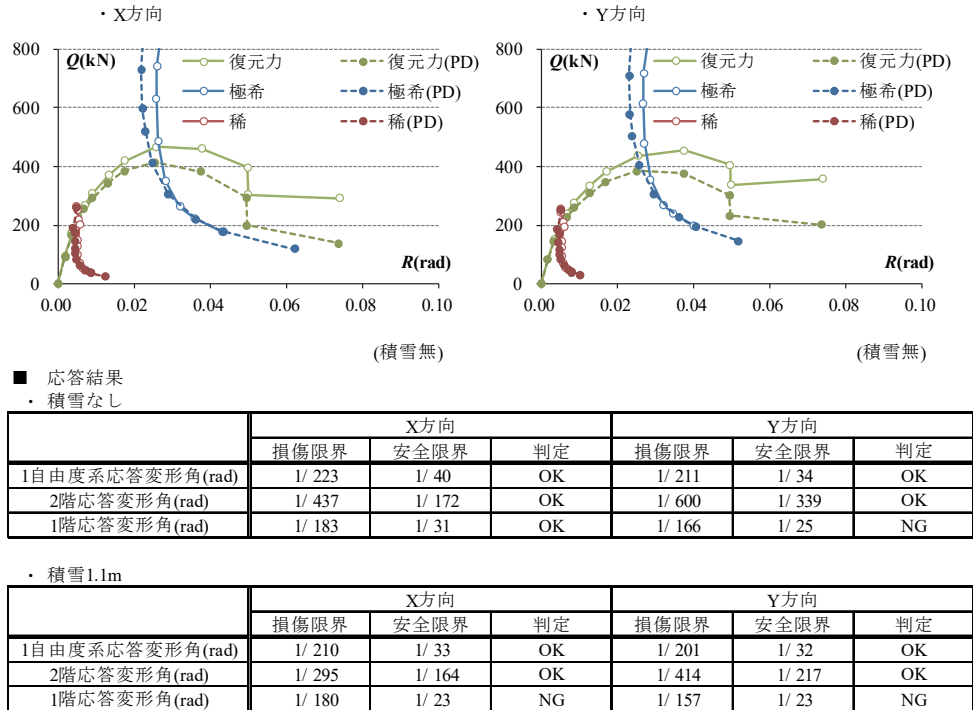 ・X方向 ・Y方向
800 Q(kN) 復元力 復元力(PD) 800 Q(kN) 復元力 復元力(PD)
600 極希 極希(PD) 600 極希 極希(PD)
稀 稀(PD) 稀 稀(PD)
400 400
200 R(rad) 200 R(rad)
0 0
0.00 0.02 0.04 0.06 0.08 0.10 0.00 0.02 0.04 0.06 0.08 0.10
(積雪無) (積雪無)
■ 応答結果
・ 積雪なし
X方向 Y方向
損傷限界 安全限界 判定 損傷限界 安全限界 判定
1自由度系応答変形角(rad) 1/ 223 1/ 40 OK 1/ 211 1/ 34 OK
2階応答変形角(rad) 1/ 437 1/ 172 OK 1/ 600 1/ 339 OK
1階応答変形角(rad) 1/ 183 1/ 31 OK 1/ 166 1/ 25 NG
・ 積雪1.1m
X方向 Y方向
損傷限界 安全限界 判定 損傷限界 安全限界 判定
1自由度系応答変形角(rad) 1/ 210 1/ 33 OK 1/ 201 1/ 32 OK
2階応答変形角(rad) 1/ 295 1/ 164 OK 1/ 414 1/ 217 OK
1階応答変形角(rad) 1/ 180 1/ 23 NG 1/ 157 1/ 23 NG